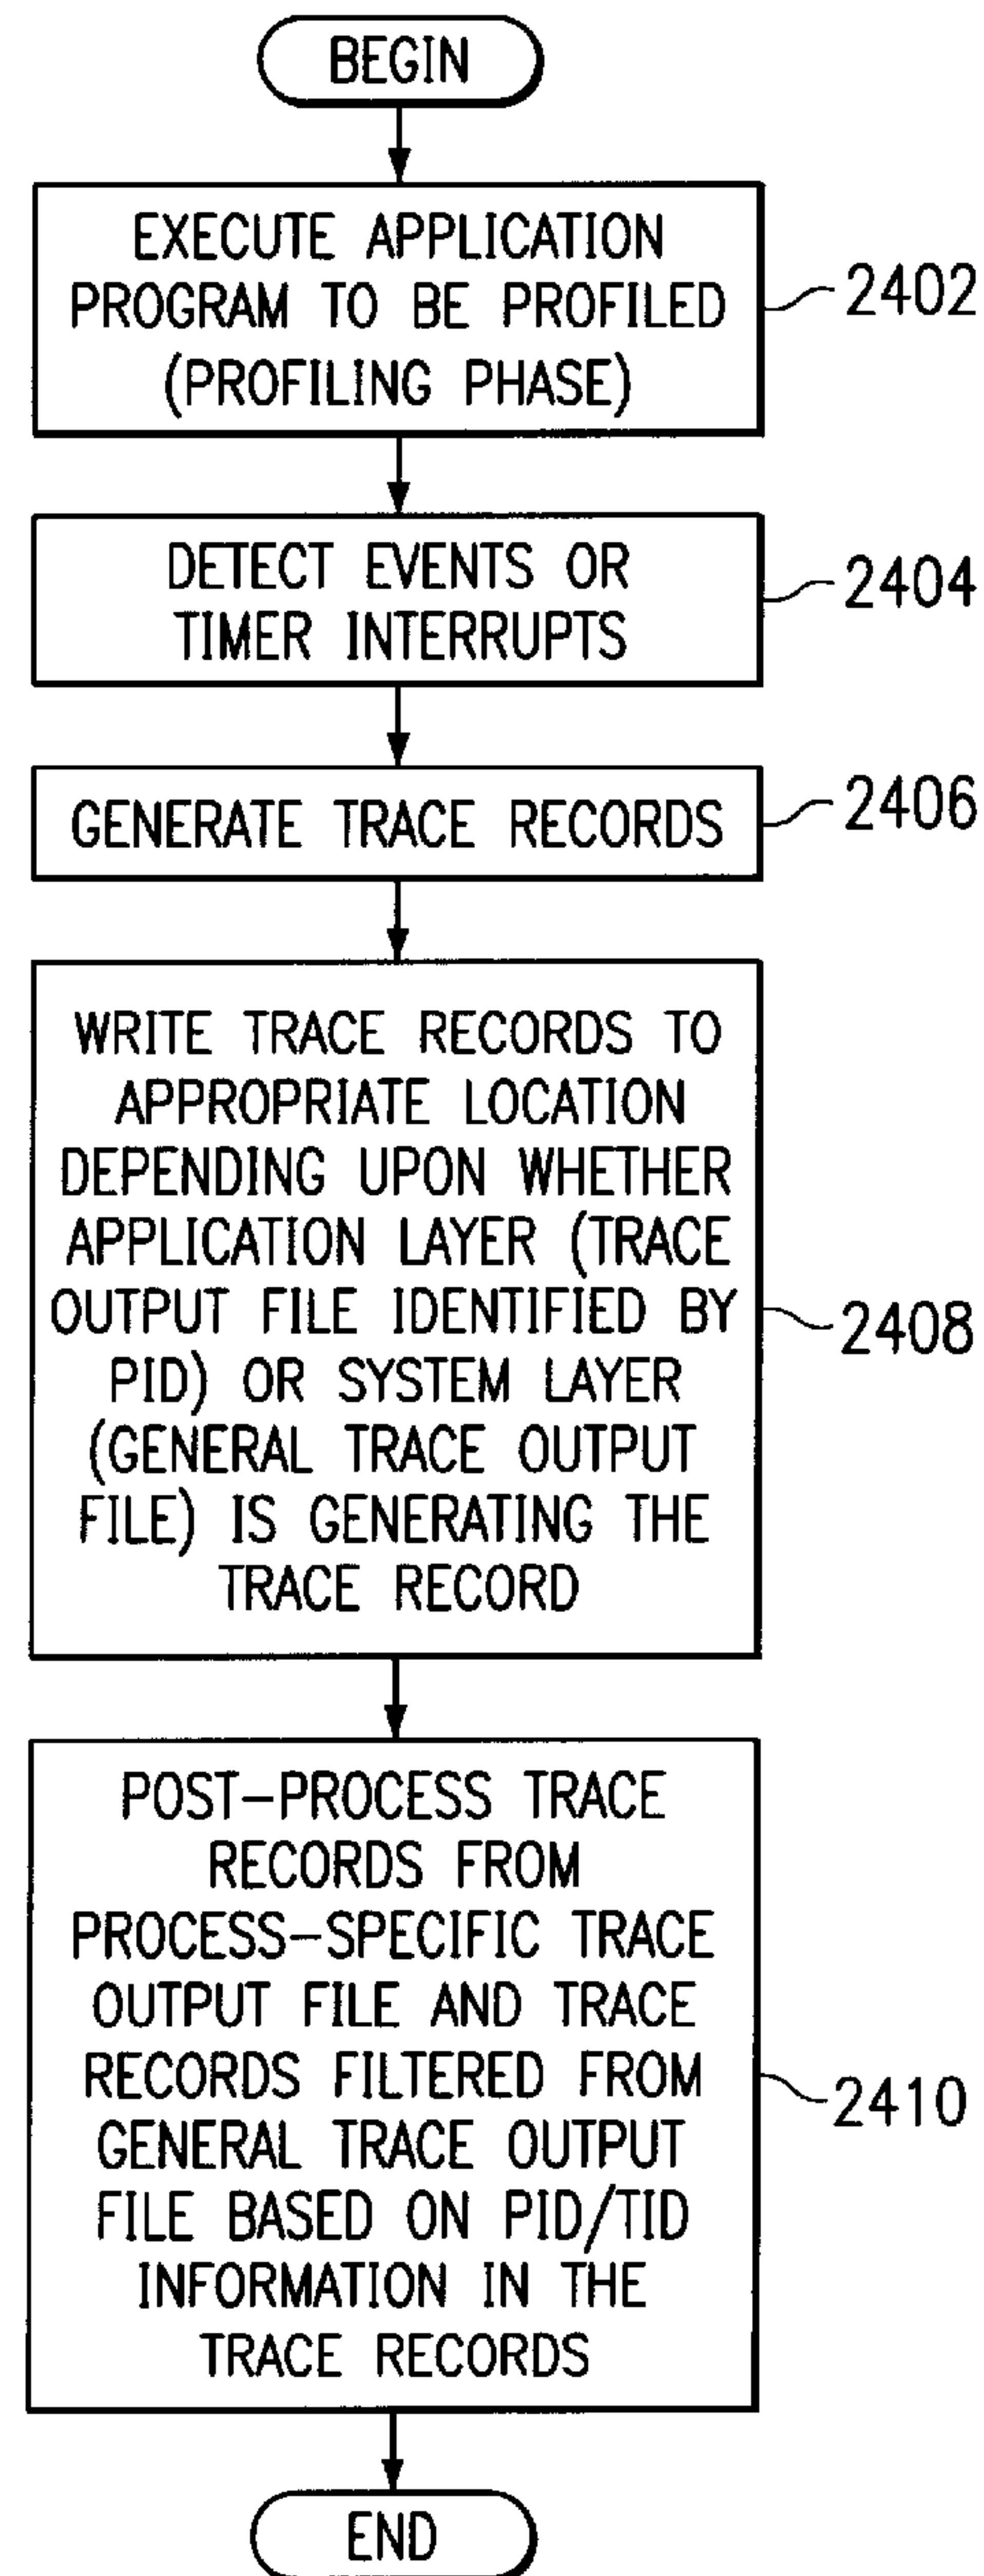 BEGIN
EXECUTE APPLICATION
PROGRAM TO BE PROFILED
(PROFILING PHASE)
2402
DETECT EVENTS OR
TIMER INTERRUPTS
2404
GENERATE TRACE RECORDS
2406
WRITE TRACE RECORDS TO
APPROPRIATE LOCATION
DEPENDING UPON WHETHER
APPLICATION LAYER (TRACE
OUTPUT FILE IDENTIFIED BY
PID) OR SYSTEM LAYER
(GENERAL TRACE OUTPUT
FILE) IS GENERATING THE
TRACE RECORD
2408
POST-PROCESS TRACE
RECORDS FROM
PROCESS-SPECIFIC TRACE
OUTPUT FILE AND TRACE
RECORDS FILTERED FROM
GENERAL TRACE OUTPUT
FILE BASED ON PID/TID
INFORMATION IN THE
TRACE RECORDS
2410
END